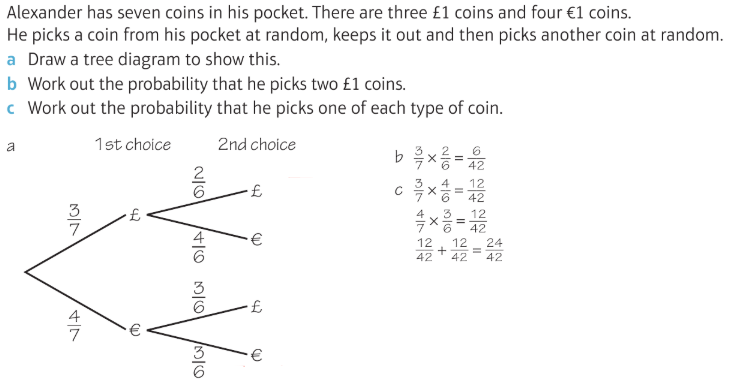 Alexander has seven coins in his pocket. There are three £1 coins and four €1 coins.
He picks a coin from his pocket at random, keeps it out and then picks another coin at random.
a Draw a tree diagram to show this.
b Work out the probability that he picks two £1 coins.
c Work out the probability that he picks one of each type of coin.
a 1st choice 2nd choice
3/7 £ 2/6 £
4/6 €
4/7 € 3/6 £
3/6 €
b 3/7 × 2/6 = 6/42
c 3/7 × 4/6 = 12/42
4/7 × 3/6 = 12/42
12/42 + 12/42 = 24/42